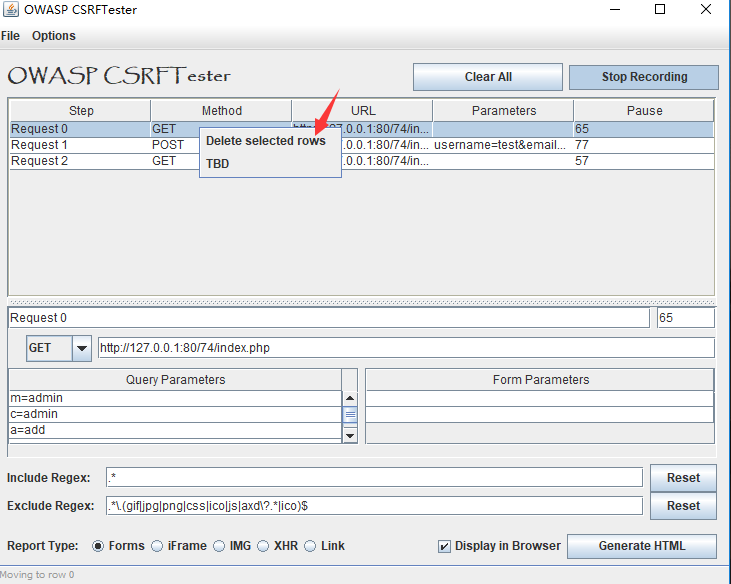 OWASP CSRFTester
File Options
OWASP CSRFTester
Clear All Stop Recording
Step Method URL Parameters Pause
Request 0 GET 27.0.0.1:80/74/in... 65
Request 1 POST .0.0.1:80/74/in... username=test&email... 77
Request 2 GET .0.0.1:80/74/in... 57
Delete selected rows
TBD
Request 0 65
GET http://127.0.0.1:80/74/index.php
Query Parameters Form Parameters
m=admin
c=admin
a=add
Include Regex: .* Reset
Exclude Regex: .*\.(gif|jpg|png|css|ico|js|axd\?.*|ico)$ Reset
Report Type: Forms iFrame IMG XHR Link Display in Browser Generate HTML
Moving to row 0